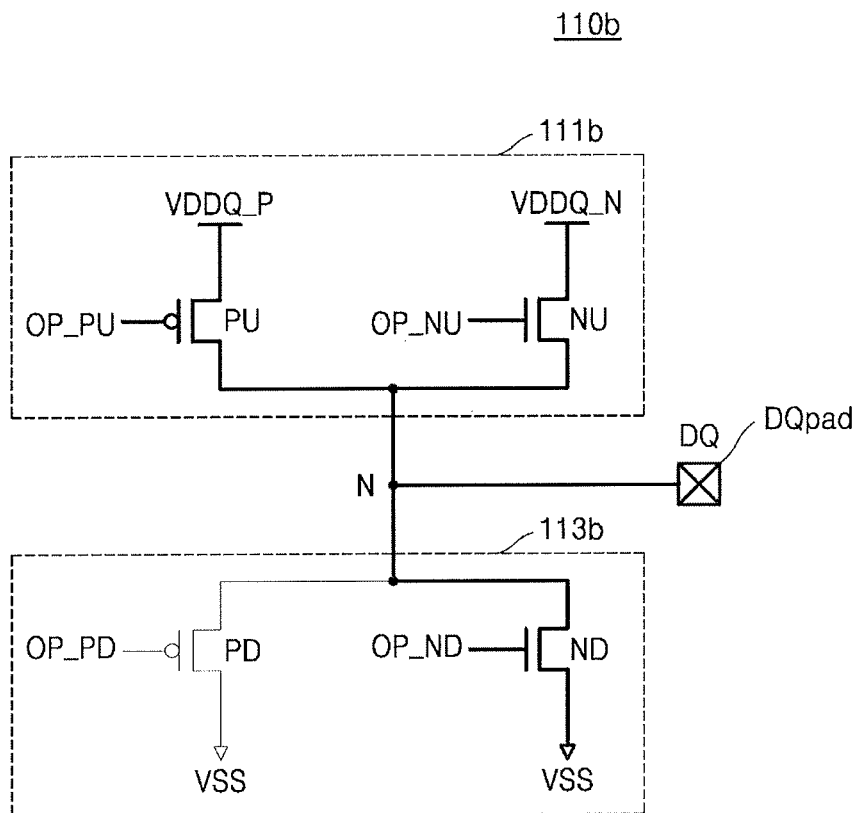 110b
111b
VDDQ_P
VDDQ_N
OP_PU
PU
OP_NU
NU
DQ
DQpad
N
113b
OP_PD
PD
OP_ND
ND
VSS
VSS